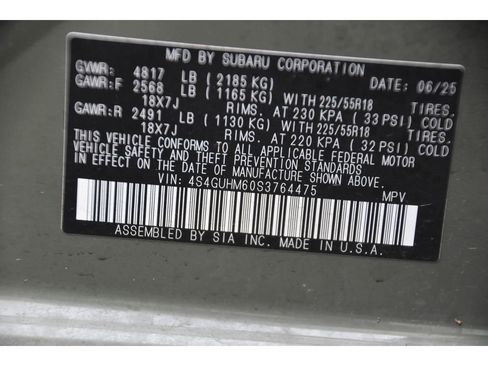 MFD BY SUBARU CORPORATION
GVWR: 4817 LB ( 2185 KG) DATE: 06/25
GAWR:F 2568 LB ( 1165 KG) WITH 225/55R18 TIRES.
18X7J RIMS. AT 230 KPA ( 33 PSI) COLD
GAWR:R 2491 LB ( 1130 KG) WITH 225/55R18 TIRES.
18X7J RIMS. AT 220 KPA ( 32 PSI) COLD
THIS VEHICLE CONFORMS TO ALL APPLICABLE FEDERAL MOTOR
VEHICLE SAFETY AND THEFT PREVENTION STANDARDS
IN EFFECT ON THE DATE OF MANUFACTURE SHOWN ABOVE.
VIN: 4S4GUHM60S3764475 MPV
ASSEMBLED BY SIA INC. MADE IN U.S.A.